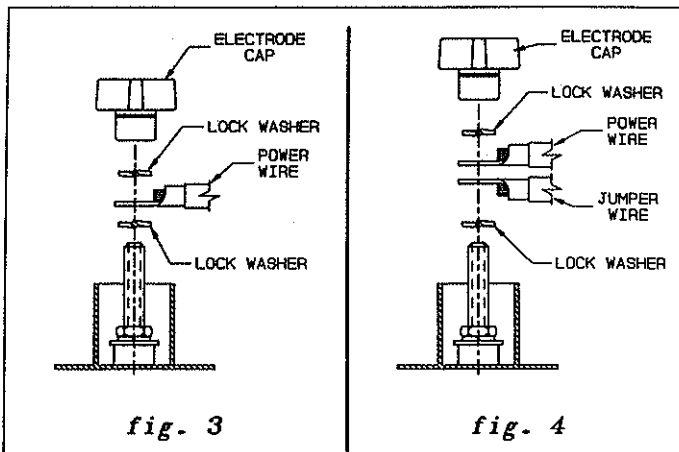 ELECTRODE
CAP
LOCK WASHER
POWER
WIRE
LOCK WASHER
fig. 3
ELECTRODE
CAP
LOCK WASHER
POWER
WIRE
JUMPER
WIRE
LOCK WASHER
fig. 4